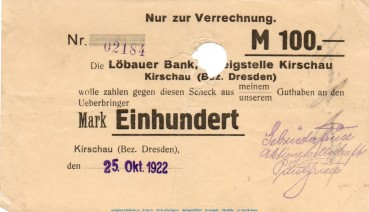 Nur zur Verrechnung.
Nr. 02184 M 100.—
Die Löbauer Bank, eigstelle Kirschau
Kirschau (Bez. Dresden)
wolle zahlen gegen diesen Scheck aus meinem Guthaben an den
unserem
Ueberbringer
Mark Einhundert
Kirschau (Bez. Dresden),
den 25. Okt. 1922